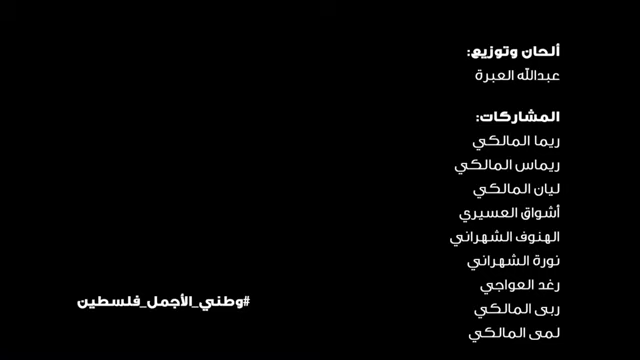 ألحان وتوزيع:
عبدالله العبرة
المشاركات:
ريما المالكي
ريماس المالكي
ليان المالكي
أشواق العسيري
الهنوف الشهراني
نورة الشهراني
رغد العواجي
ربى المالكي
لمى المالكي
#وطني_الأجمل_فلسطين